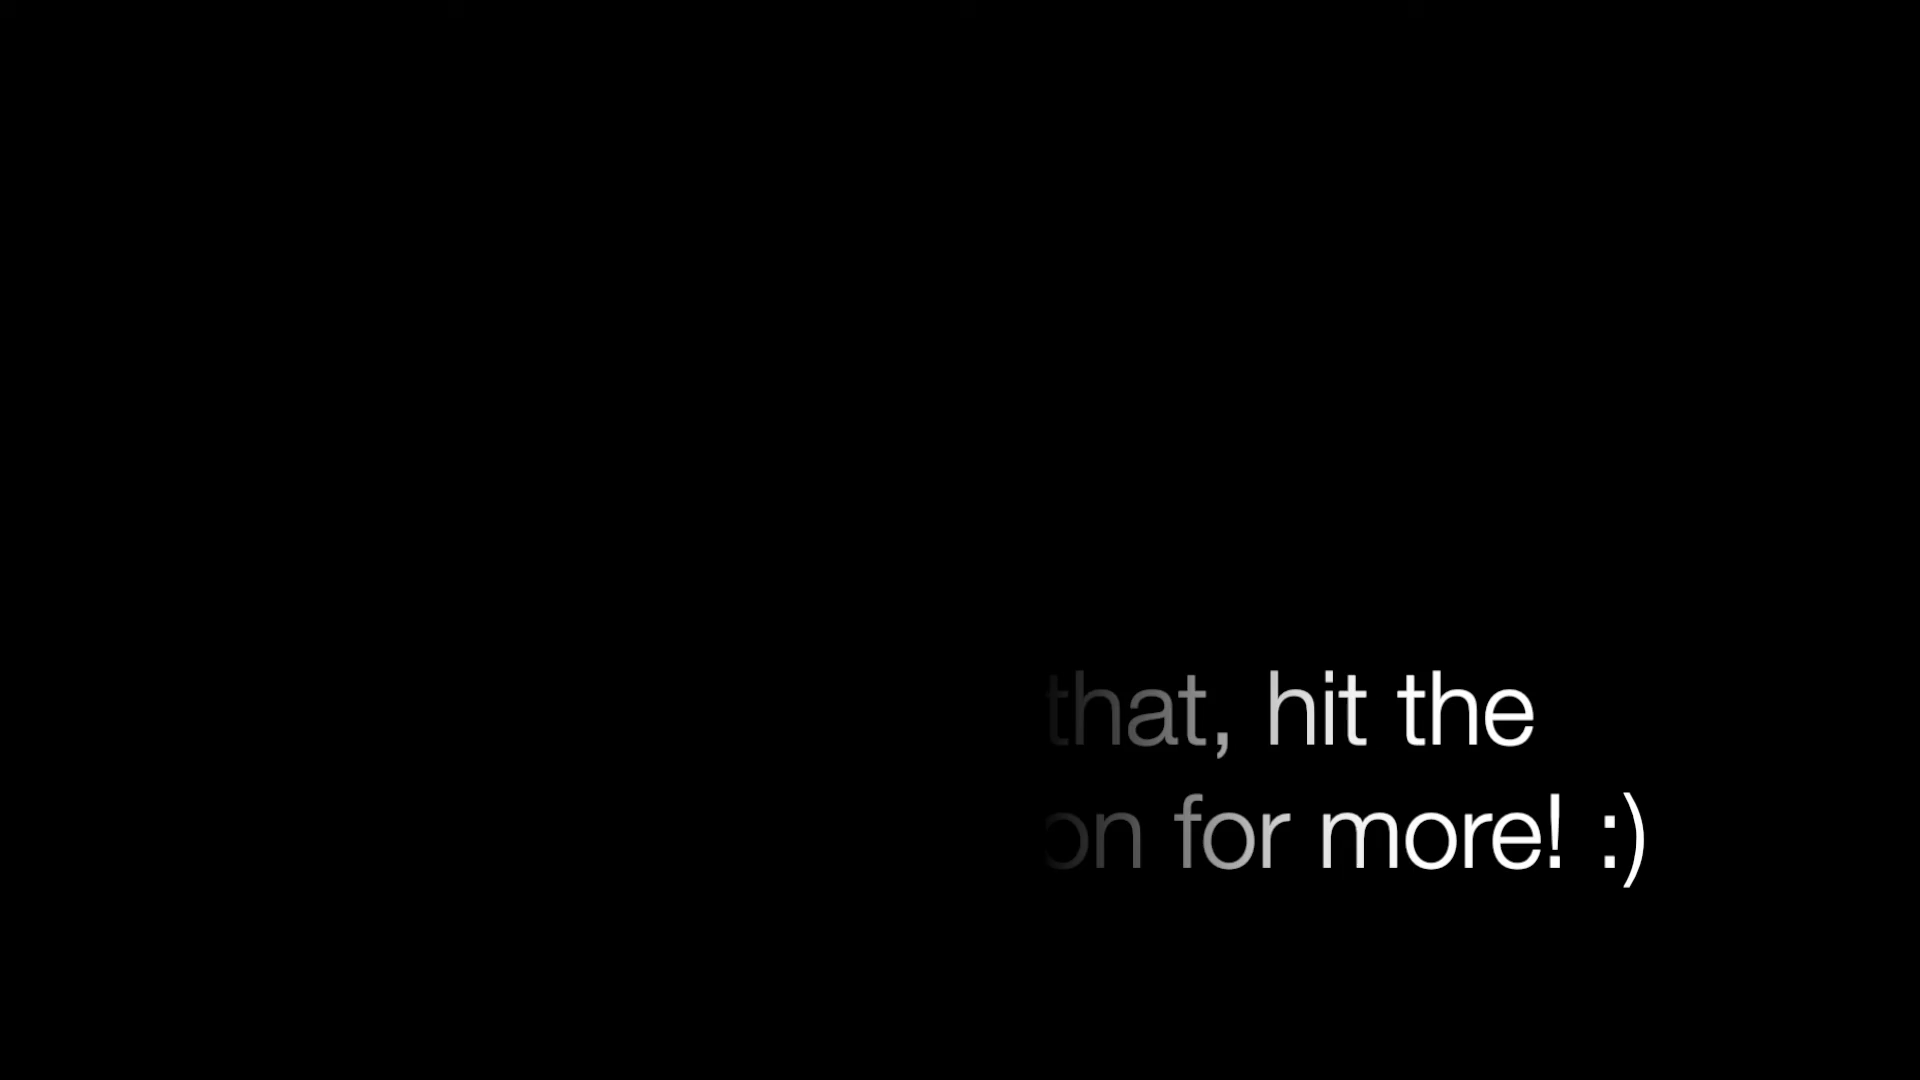 that, hit the
on for more! :)